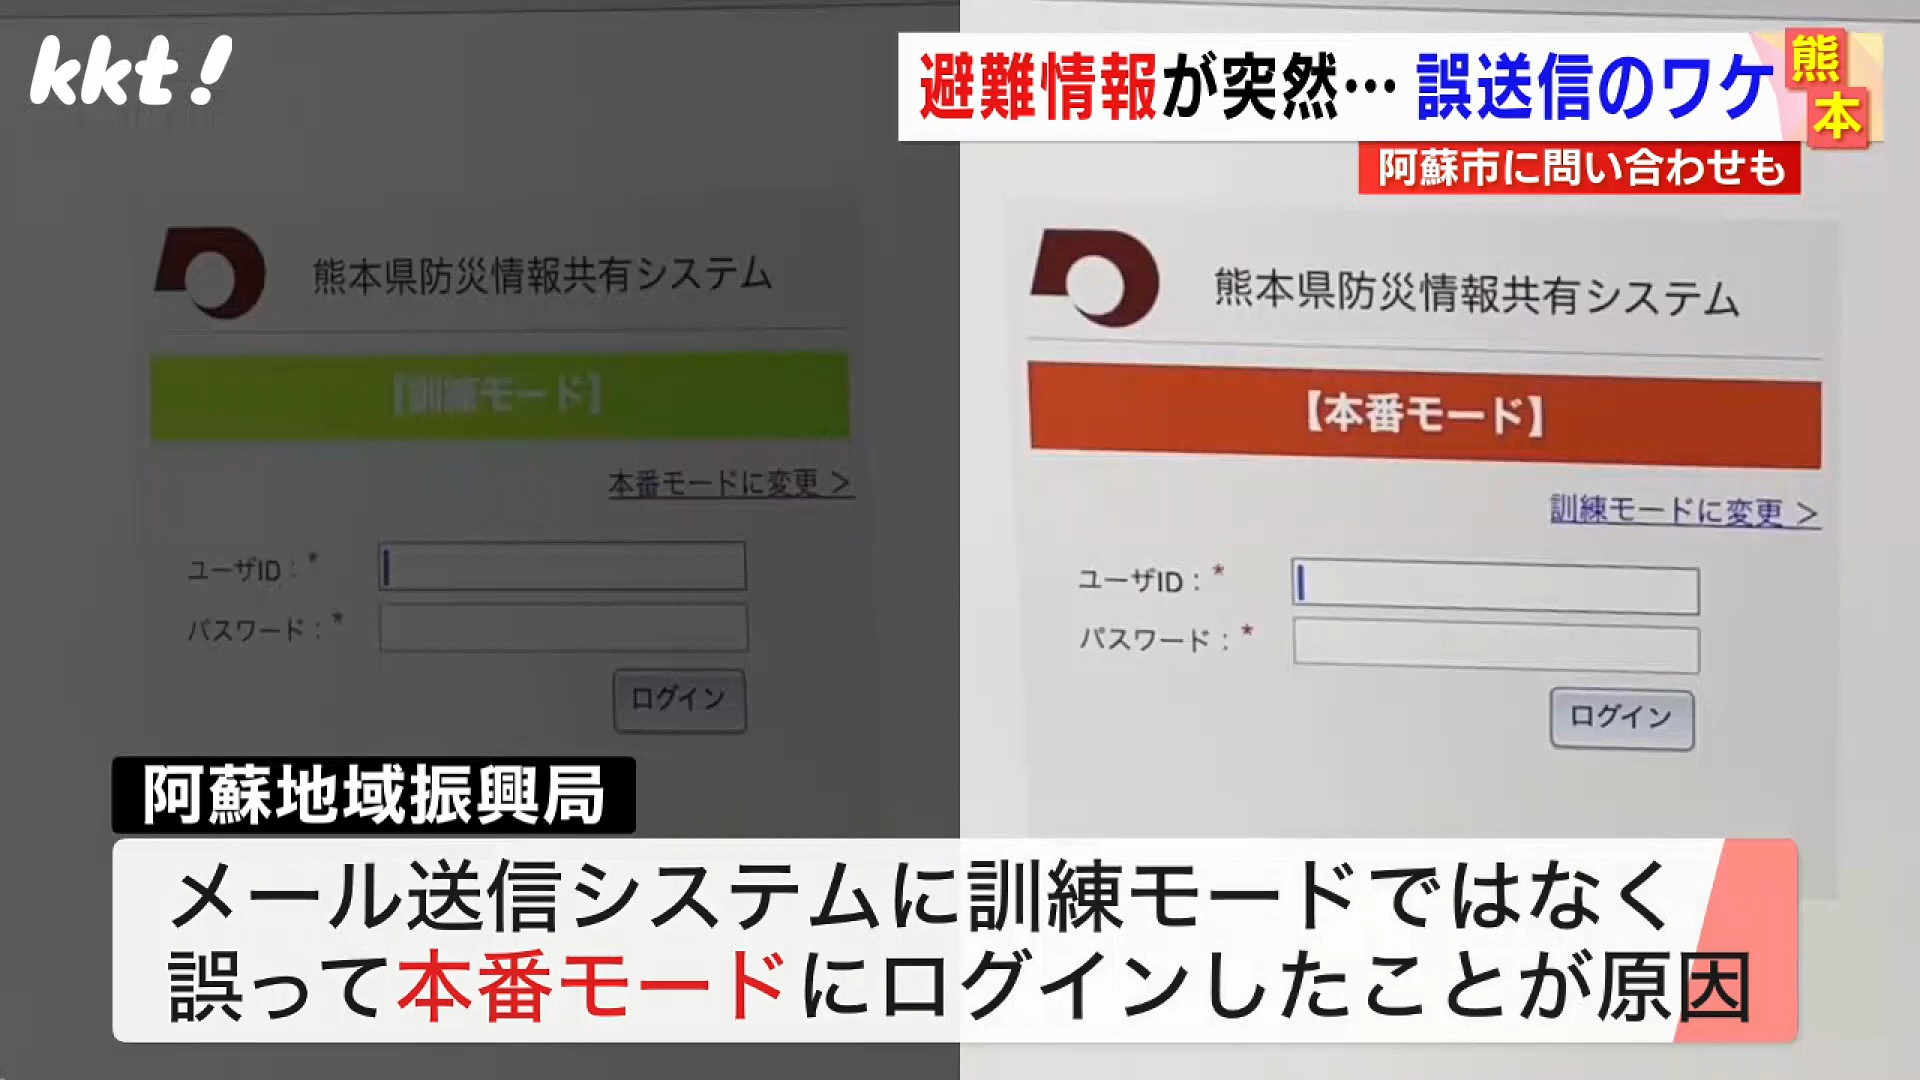 kkt!
避難情報が突然… 誤送信のワケ
熊本
阿蘇市に問い合わせも
熊本県防災情報共有システム
【訓練モード】
本番モードに変更 >
ユーザID : *
パスワード : *
ログイン
熊本県防災情報共有システム
【本番モード】
訓練モードに変更 >
ユーザID : *
パスワード : *
ログイン
阿蘇地域振興局
メール送信システムに訓練モードではなく
誤って本番モードにログインしたことが原因